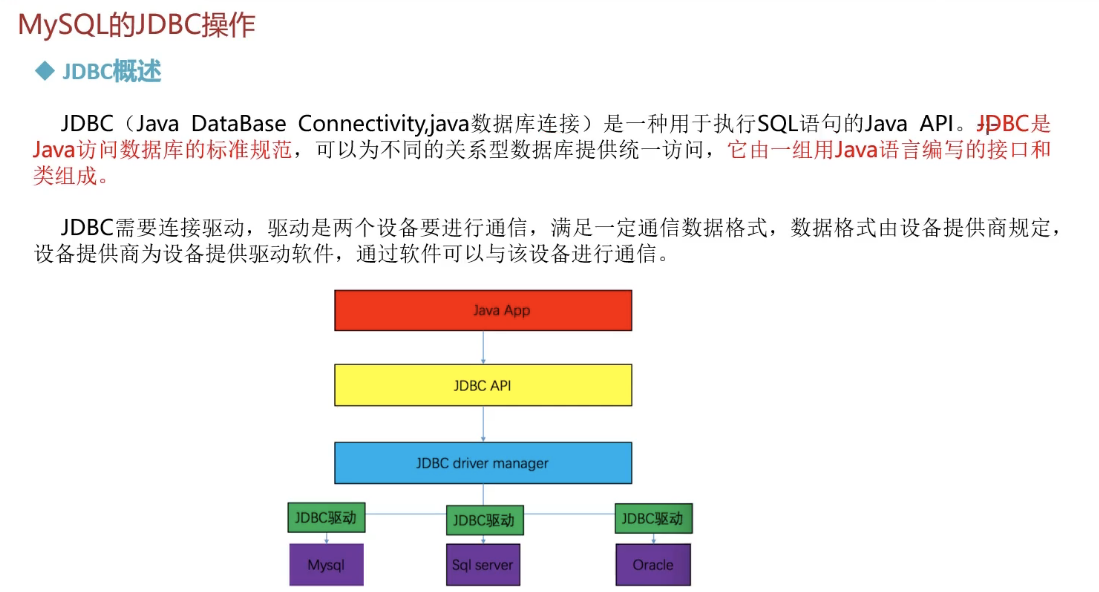 MySQL的JDBC操作
◆ JDBC概述
JDBC（Java DataBase Connectivity,java数据库连接）是一种用于执行SQL语句的Java API。JDBC是
Java访问数据库的标准规范，可以为不同的关系型数据库提供统一访问，它由一组用Java语言编写的接口和
类组成。
JDBC需要连接驱动，驱动是两个设备要进行通信，满足一定通信数据格式，数据格式由设备提供商规定，
设备提供商为设备提供驱动软件，通过软件可以与该设备进行通信。
Java App
JDBC API
JDBC driver manager
JDBC驱动 JDBC驱动 JDBC驱动
Mysql Sql server Oracle